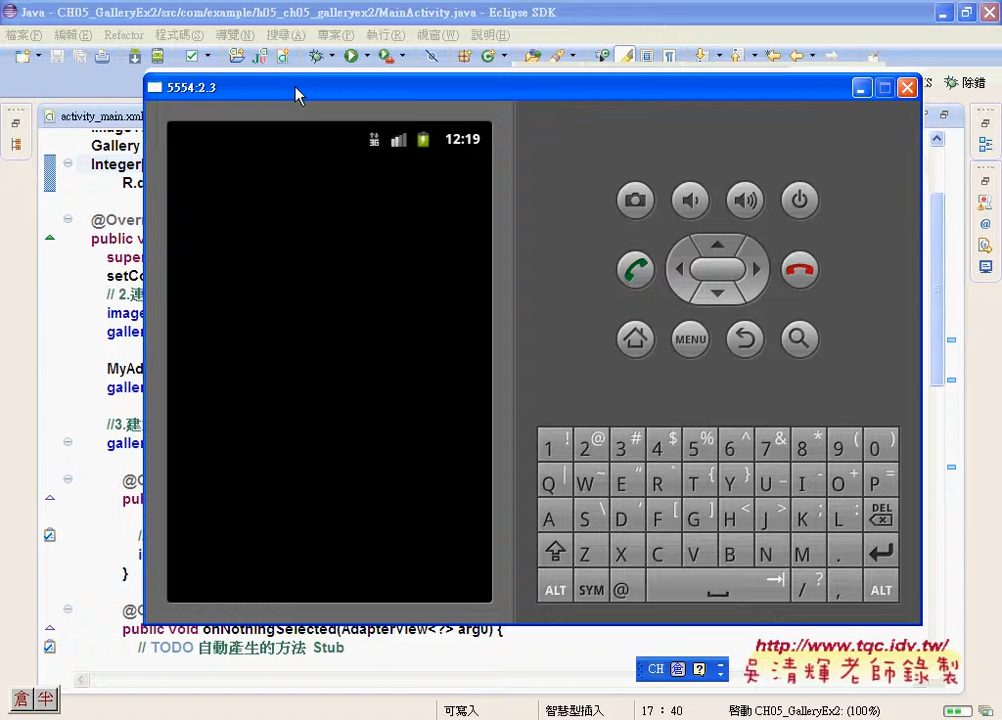 Java - CH05_GalleryEx2/src/com/example/h05_ch05_galleryex2/MainActivity.java - Eclipse SDK
檔案(F) 編輯(E) Refactor 程式碼(S) 導覽(N) 搜尋(A) 專案(P) 執行(R) 視窗(W) 說明(H)
5554:2.3
除錯
activity_main.xml
12:19
Gallery
Integer[
R.d
@Overr
public v
super
setCo
// 2.連
image
galler
MyAd
galler
//3.建
galler
@O
pu
//
i
}
@O
public void onNothingSelected(AdapterView<?> arg0) {
// TODO 自動產生的方法 Stub
MENU
1 ! 2 @ 3 # 4 $ 5 % 6 ^ 7 & 8 * 9 ( 0 )
Q | W ~ E “ R ` T { Y } U _ I - O + P =
A S \ D ' F [ G ] H < J > K ; L : DEL
Z X C V B N M .
ALT SYM @ / ? , ALT
http://www.tqc.idv.tw/
吳清輝老師錄製
CH 倉 ?
倉 半
可寫入 智慧型插入 17 : 40 啓動 CH05_GalleryEx2: (100%)